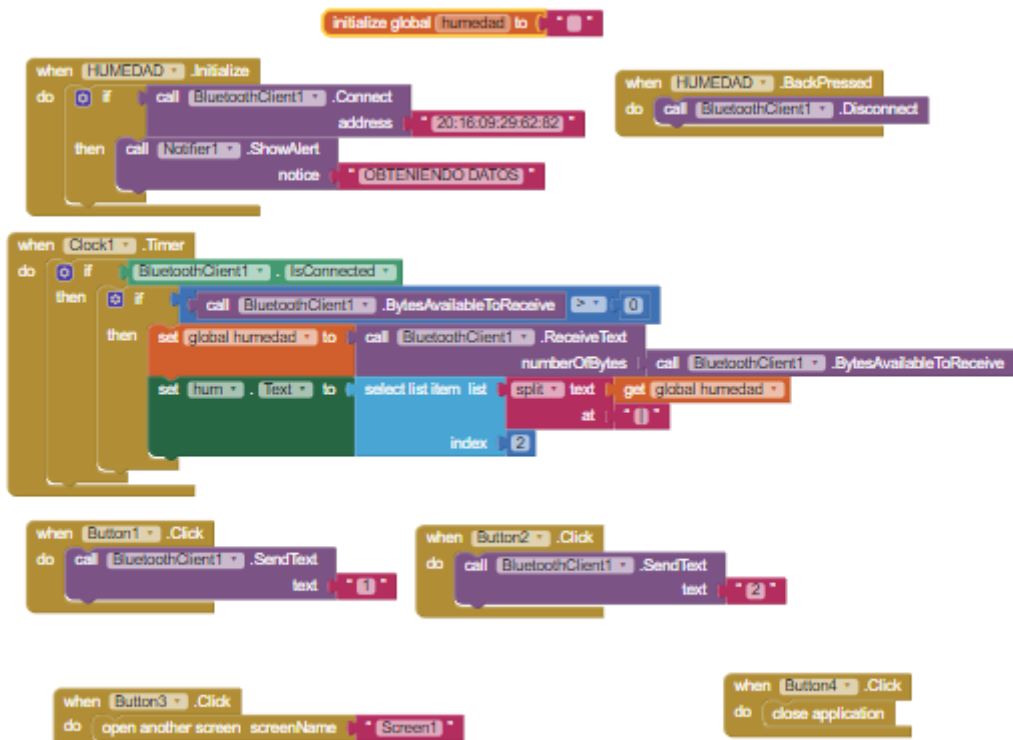 initialize global humedad to " "
when HUMEDAD .Initialize
do if call BluetoothClient1 .Connect
address "20:16:09:29:62:82"
then call Notifier1 .ShowAlert
notice "OBTENIENDO DATOS"
when HUMEDAD .BackPressed
do call BluetoothClient1 .Disconnect
when Clock1 .Timer
do if BluetoothClient1 . IsConnected
then if call BluetoothClient1 .BytesAvailableToReceive > 0
then set global humedad to call BluetoothClient1 .ReceiveText
numberOfBytes call BluetoothClient1 .BytesAvailableToReceive
set hum . Text to select list item list split text get global humedad
at "|"
index 2
when Button1 .Click
do call BluetoothClient1 .SendText
text "1"
when Button2 .Click
do call BluetoothClient1 .SendText
text "2"
when Button3 .Click
do open another screen screenName "Screen1"
when Button4 .Click
do close application